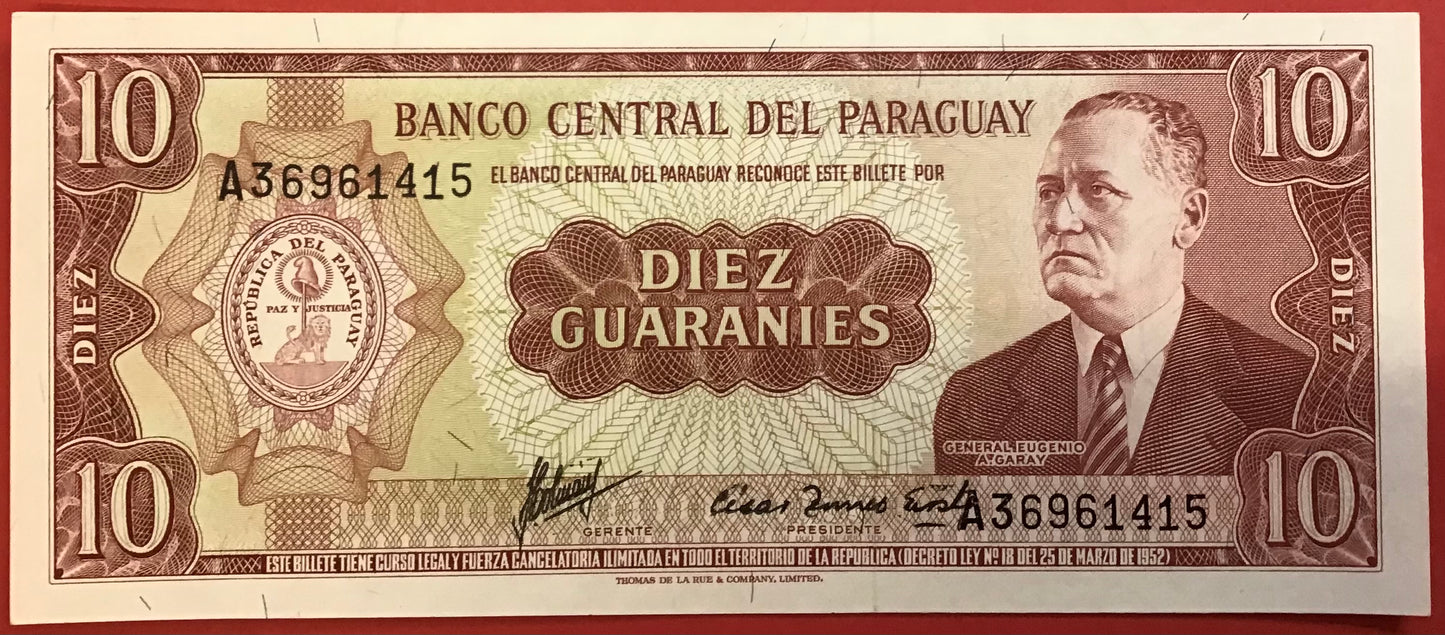 10
10
BANCO CENTRAL DEL PARAGUAY
A36961415
EL BANCO CENTRAL DEL PARAGUAY RECONOCE ESTE BILLETE POR
REPÚBLICA DEL PARAGUAY
PAZ Y JUSTICIA
DIEZ
GUARANIES
DIEZ
DIEZ
GENERAL EUGENIO
A. GARAY
10
10
A36961415
GERENTE
PRESIDENTE
ESTE BILLETE TIENE CURSO LEGAL Y FUERZA CANCELATORIA ILIMITADA EN TODO EL TERRITORIO DE LA REPUBLICA (DECRETO LEY Nº 18 DEL 25 DE MARZO DE 1952)
THOMAS DE LA RUE & COMPANY, LIMITED.